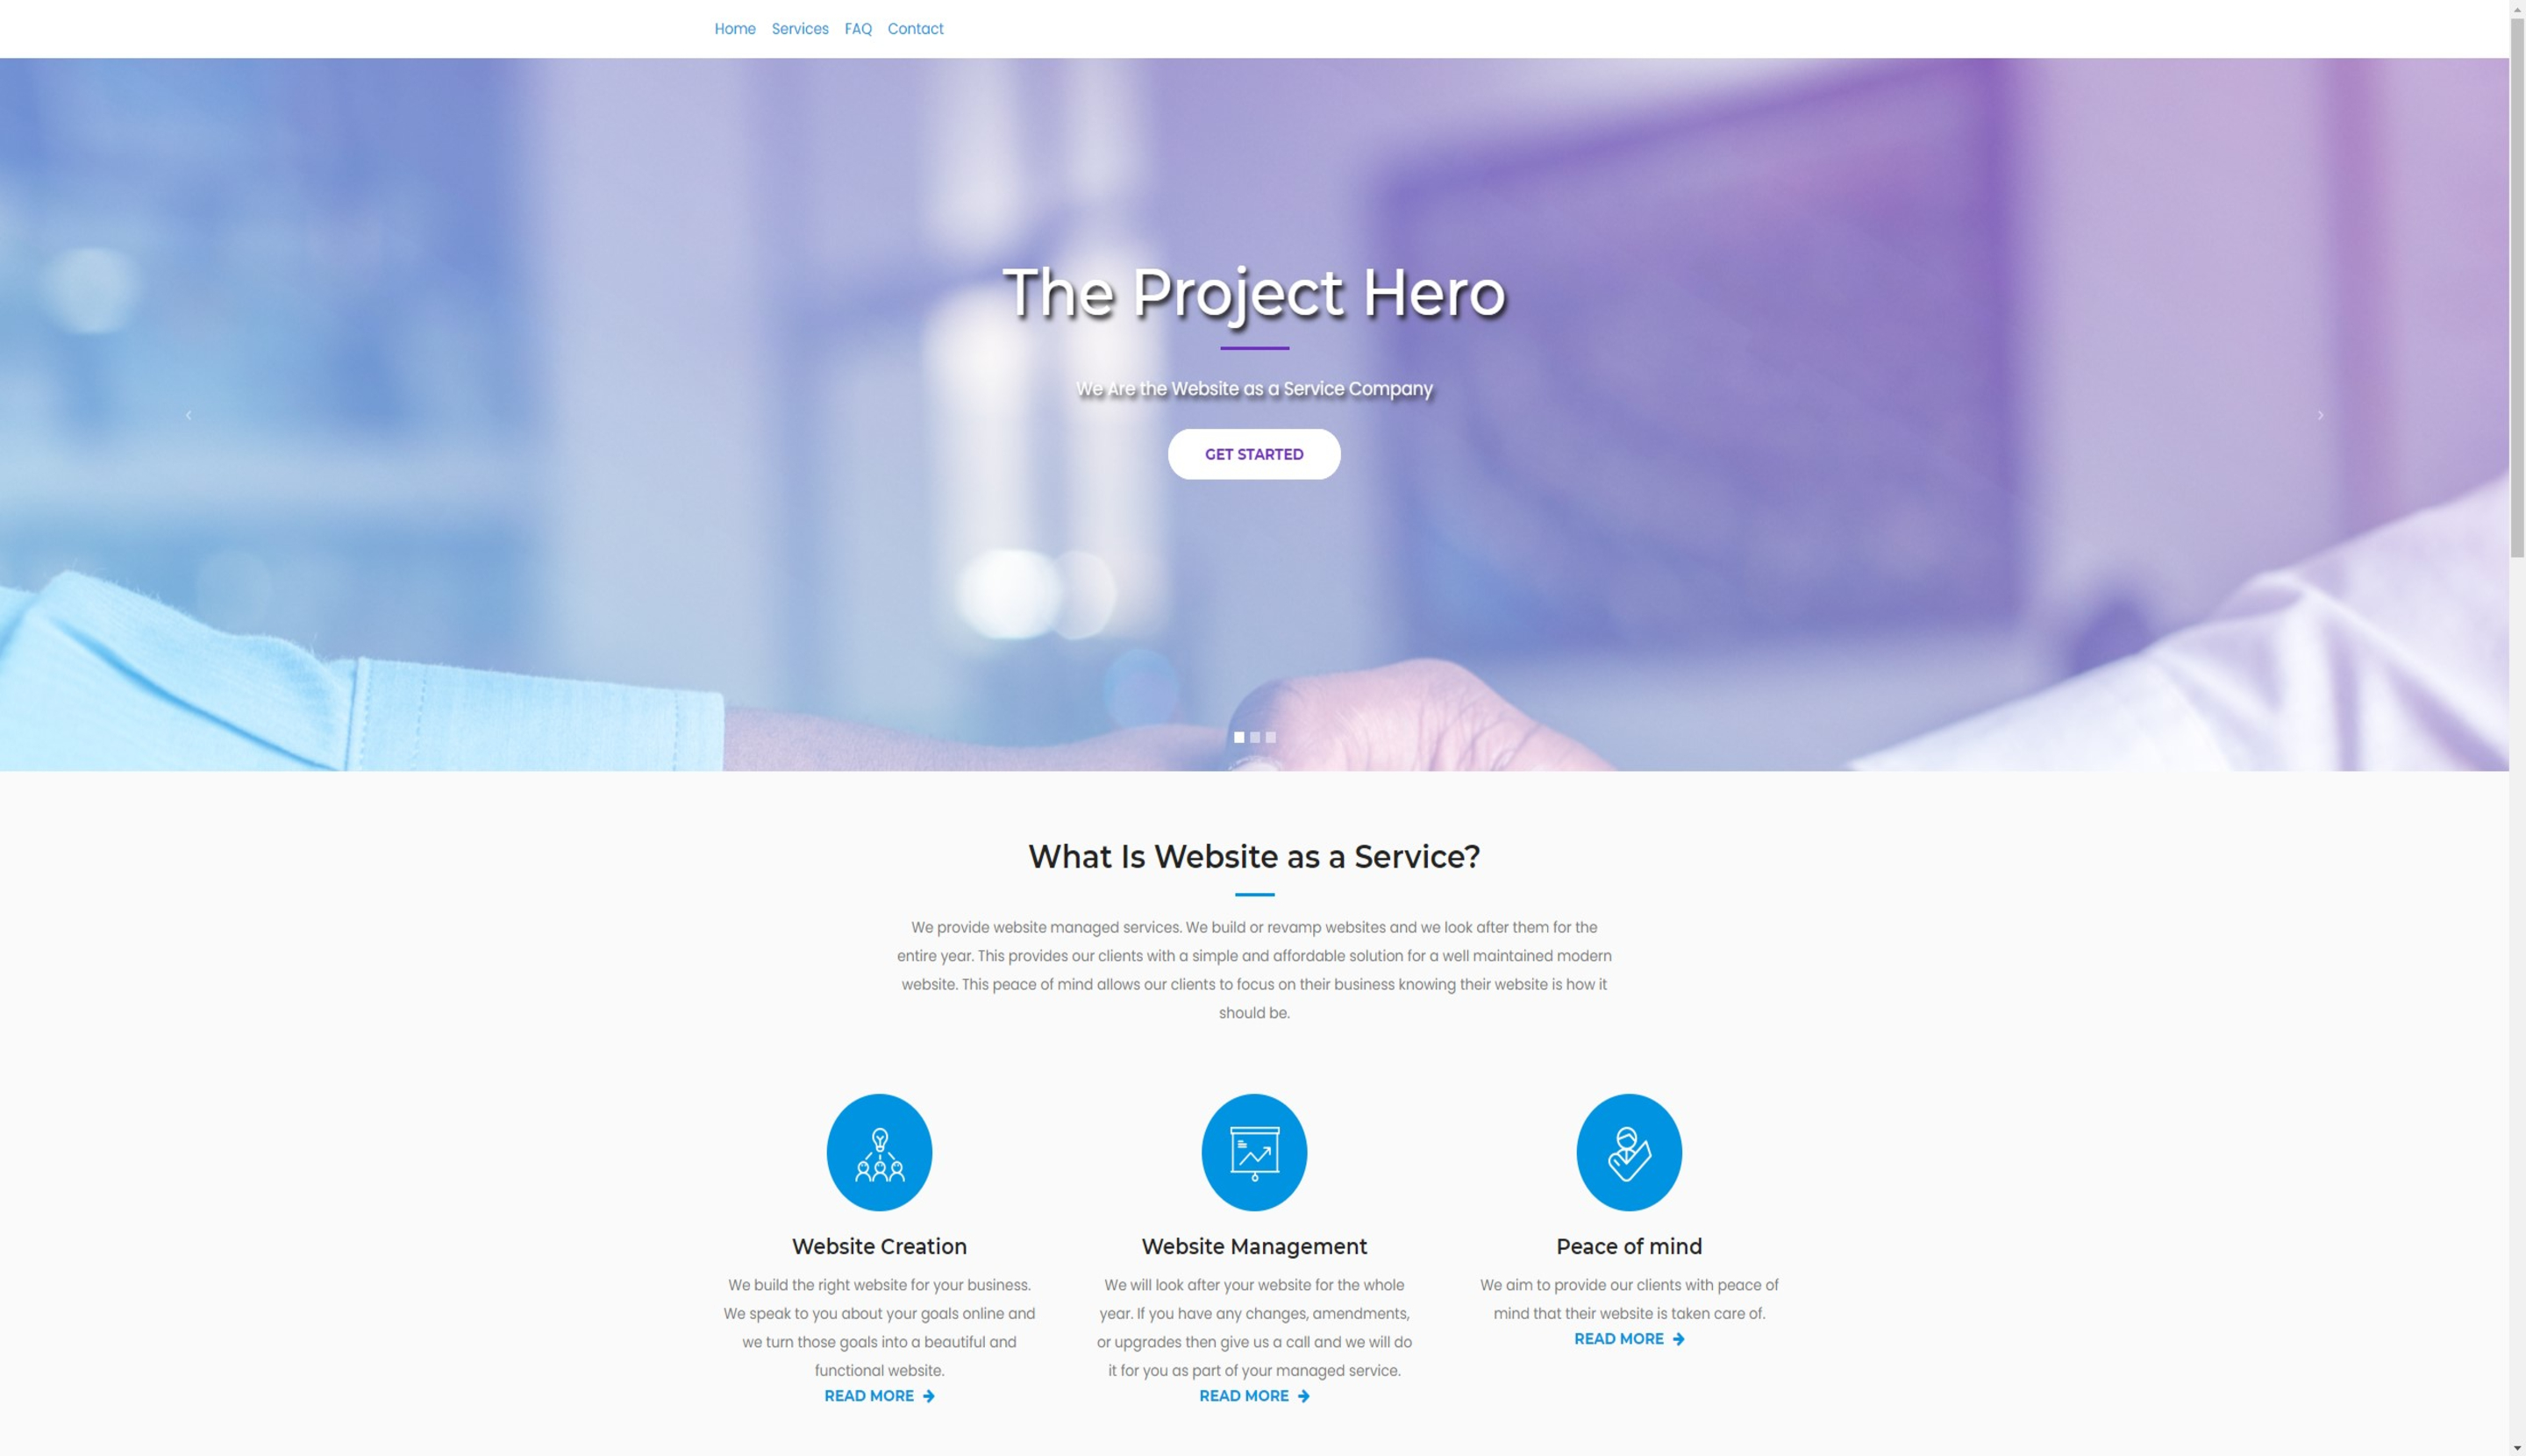 Home Services FAQ Contact
The Project Hero
We Are the Website as a Service Company
GET STARTED
What Is Website as a Service?
We provide website managed services. We build or revamp websites and we look after them for the
entire year. This provides our clients with a simple and affordable solution for a well maintained modern
website. This peace of mind allows our clients to focus on their business knowing their website is how it
should be.
Website Creation
We build the right website for your business.
We speak to you about your goals online and
we turn those goals into a beautiful and
functional website.
READ MORE
Website Management
We will look after your website for the whole
year. If you have any changes, amendments,
or upgrades then give us a call and we will do
it for you as part of your managed service.
READ MORE
Peace of mind
We aim to provide our clients with peace of
mind that their website is taken care of.
READ MORE